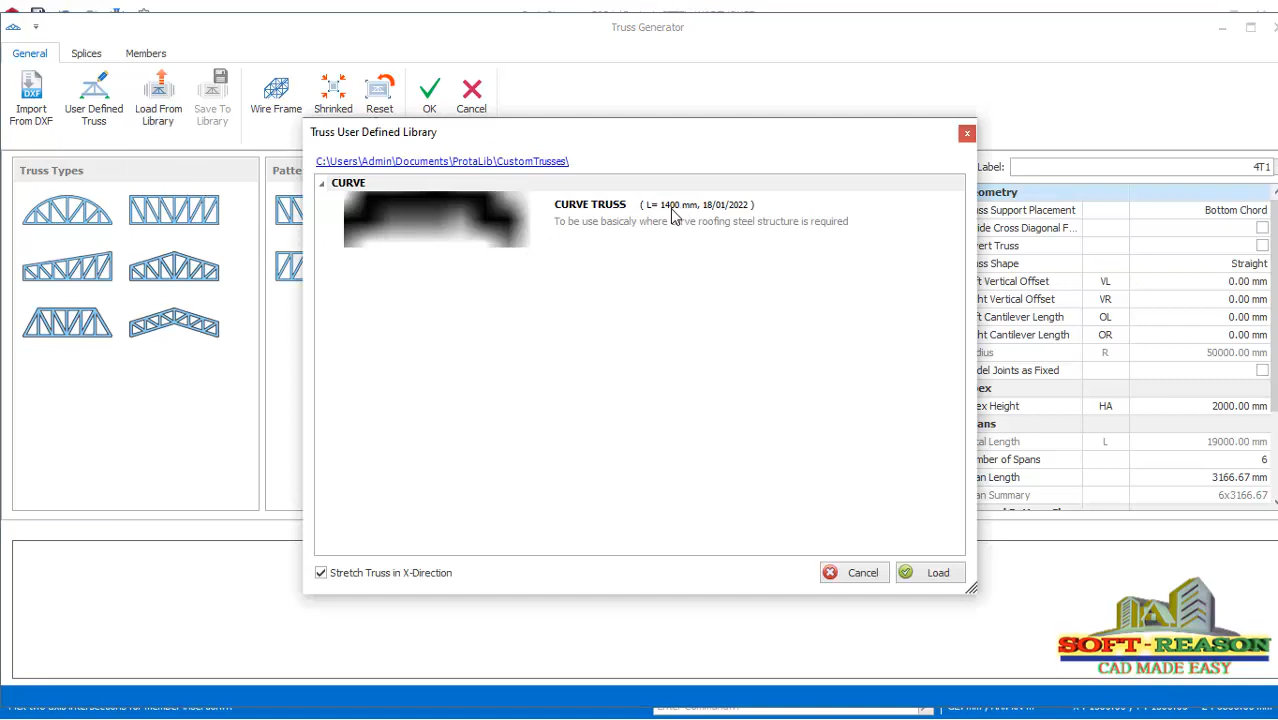 Truss Generator
General
Splices
Members
Import From DXF
User Defined Truss
Load From Library
Save To Library
Wire Frame
Shrinked
Reset
OK
Cancel
Truss Types
Patte
Truss User Defined Library
C:\Users\Admin\Documents\ProtaLib\CustomTrusses\
CURVE
CURVE TRUSS ( L= 1400 mm, 18/01/2022 )
To be use basicaly where curve roofing steel structure is required
Stretch Truss in X-Direction
Cancel
Load
Label: 4T1
eometry
uss Support Placement Bottom Chord
ide Cross Diagonal F...
vert Truss
uss Shape Straight
ft Vertical Offset VL 0.00 mm
ht Vertical Offset VR 0.00 mm
ft Cantilever Length OL 0.00 mm
ht Cantilever Length OR 0.00 mm
dius R 50000.00 mm
del Joints as Fixed
pex
ex Height HA 2000.00 mm
ans
tal Length L 19000.00 mm
mber of Spans 6
an Length 3166.67 mm
an Summary 6x3166.67
SOFT-REASON
CAD MADE EASY